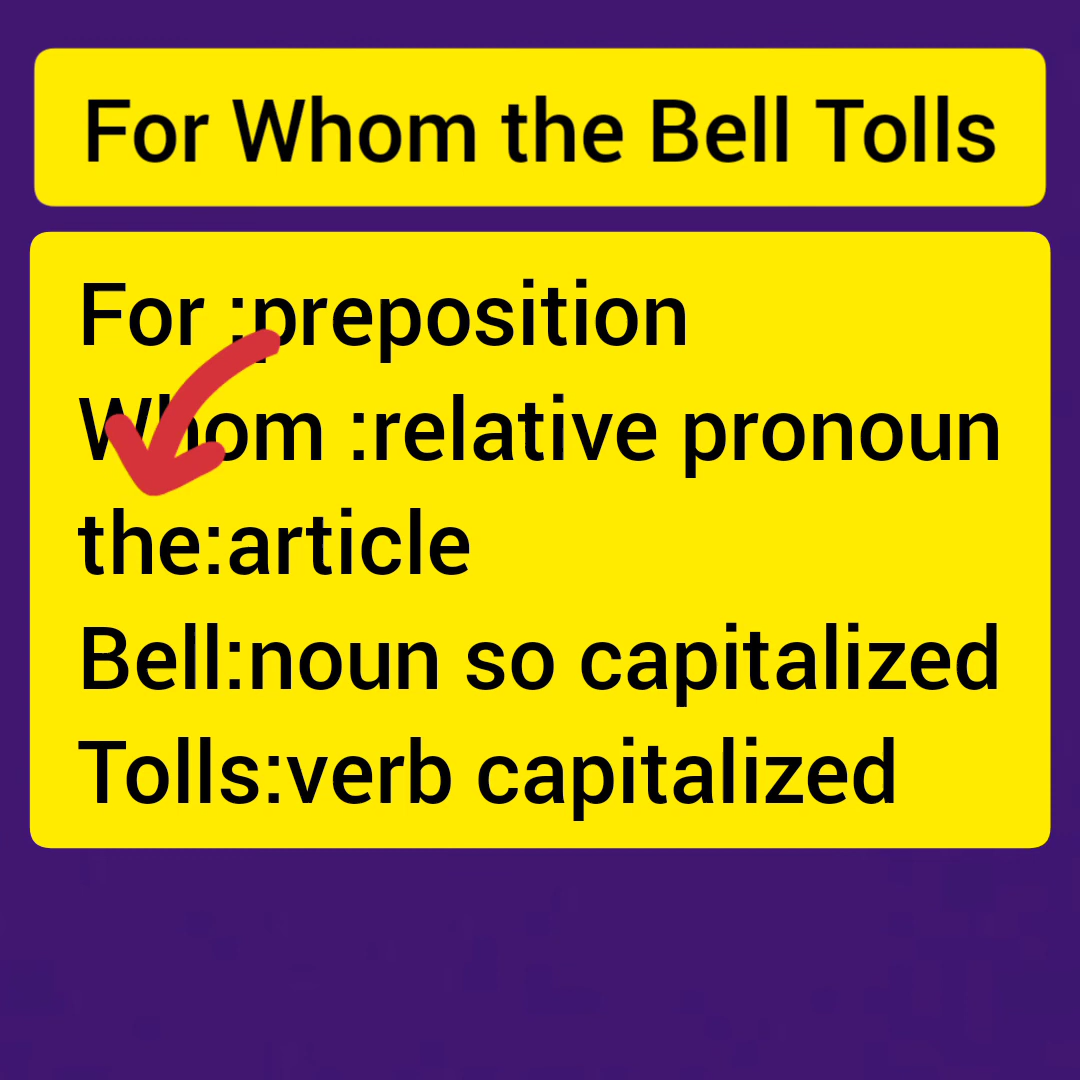 For Whom the Bell Tolls
For :preposition
Whom :relative pronoun
the:article
Bell:noun so capitalized
Tolls:verb capitalized